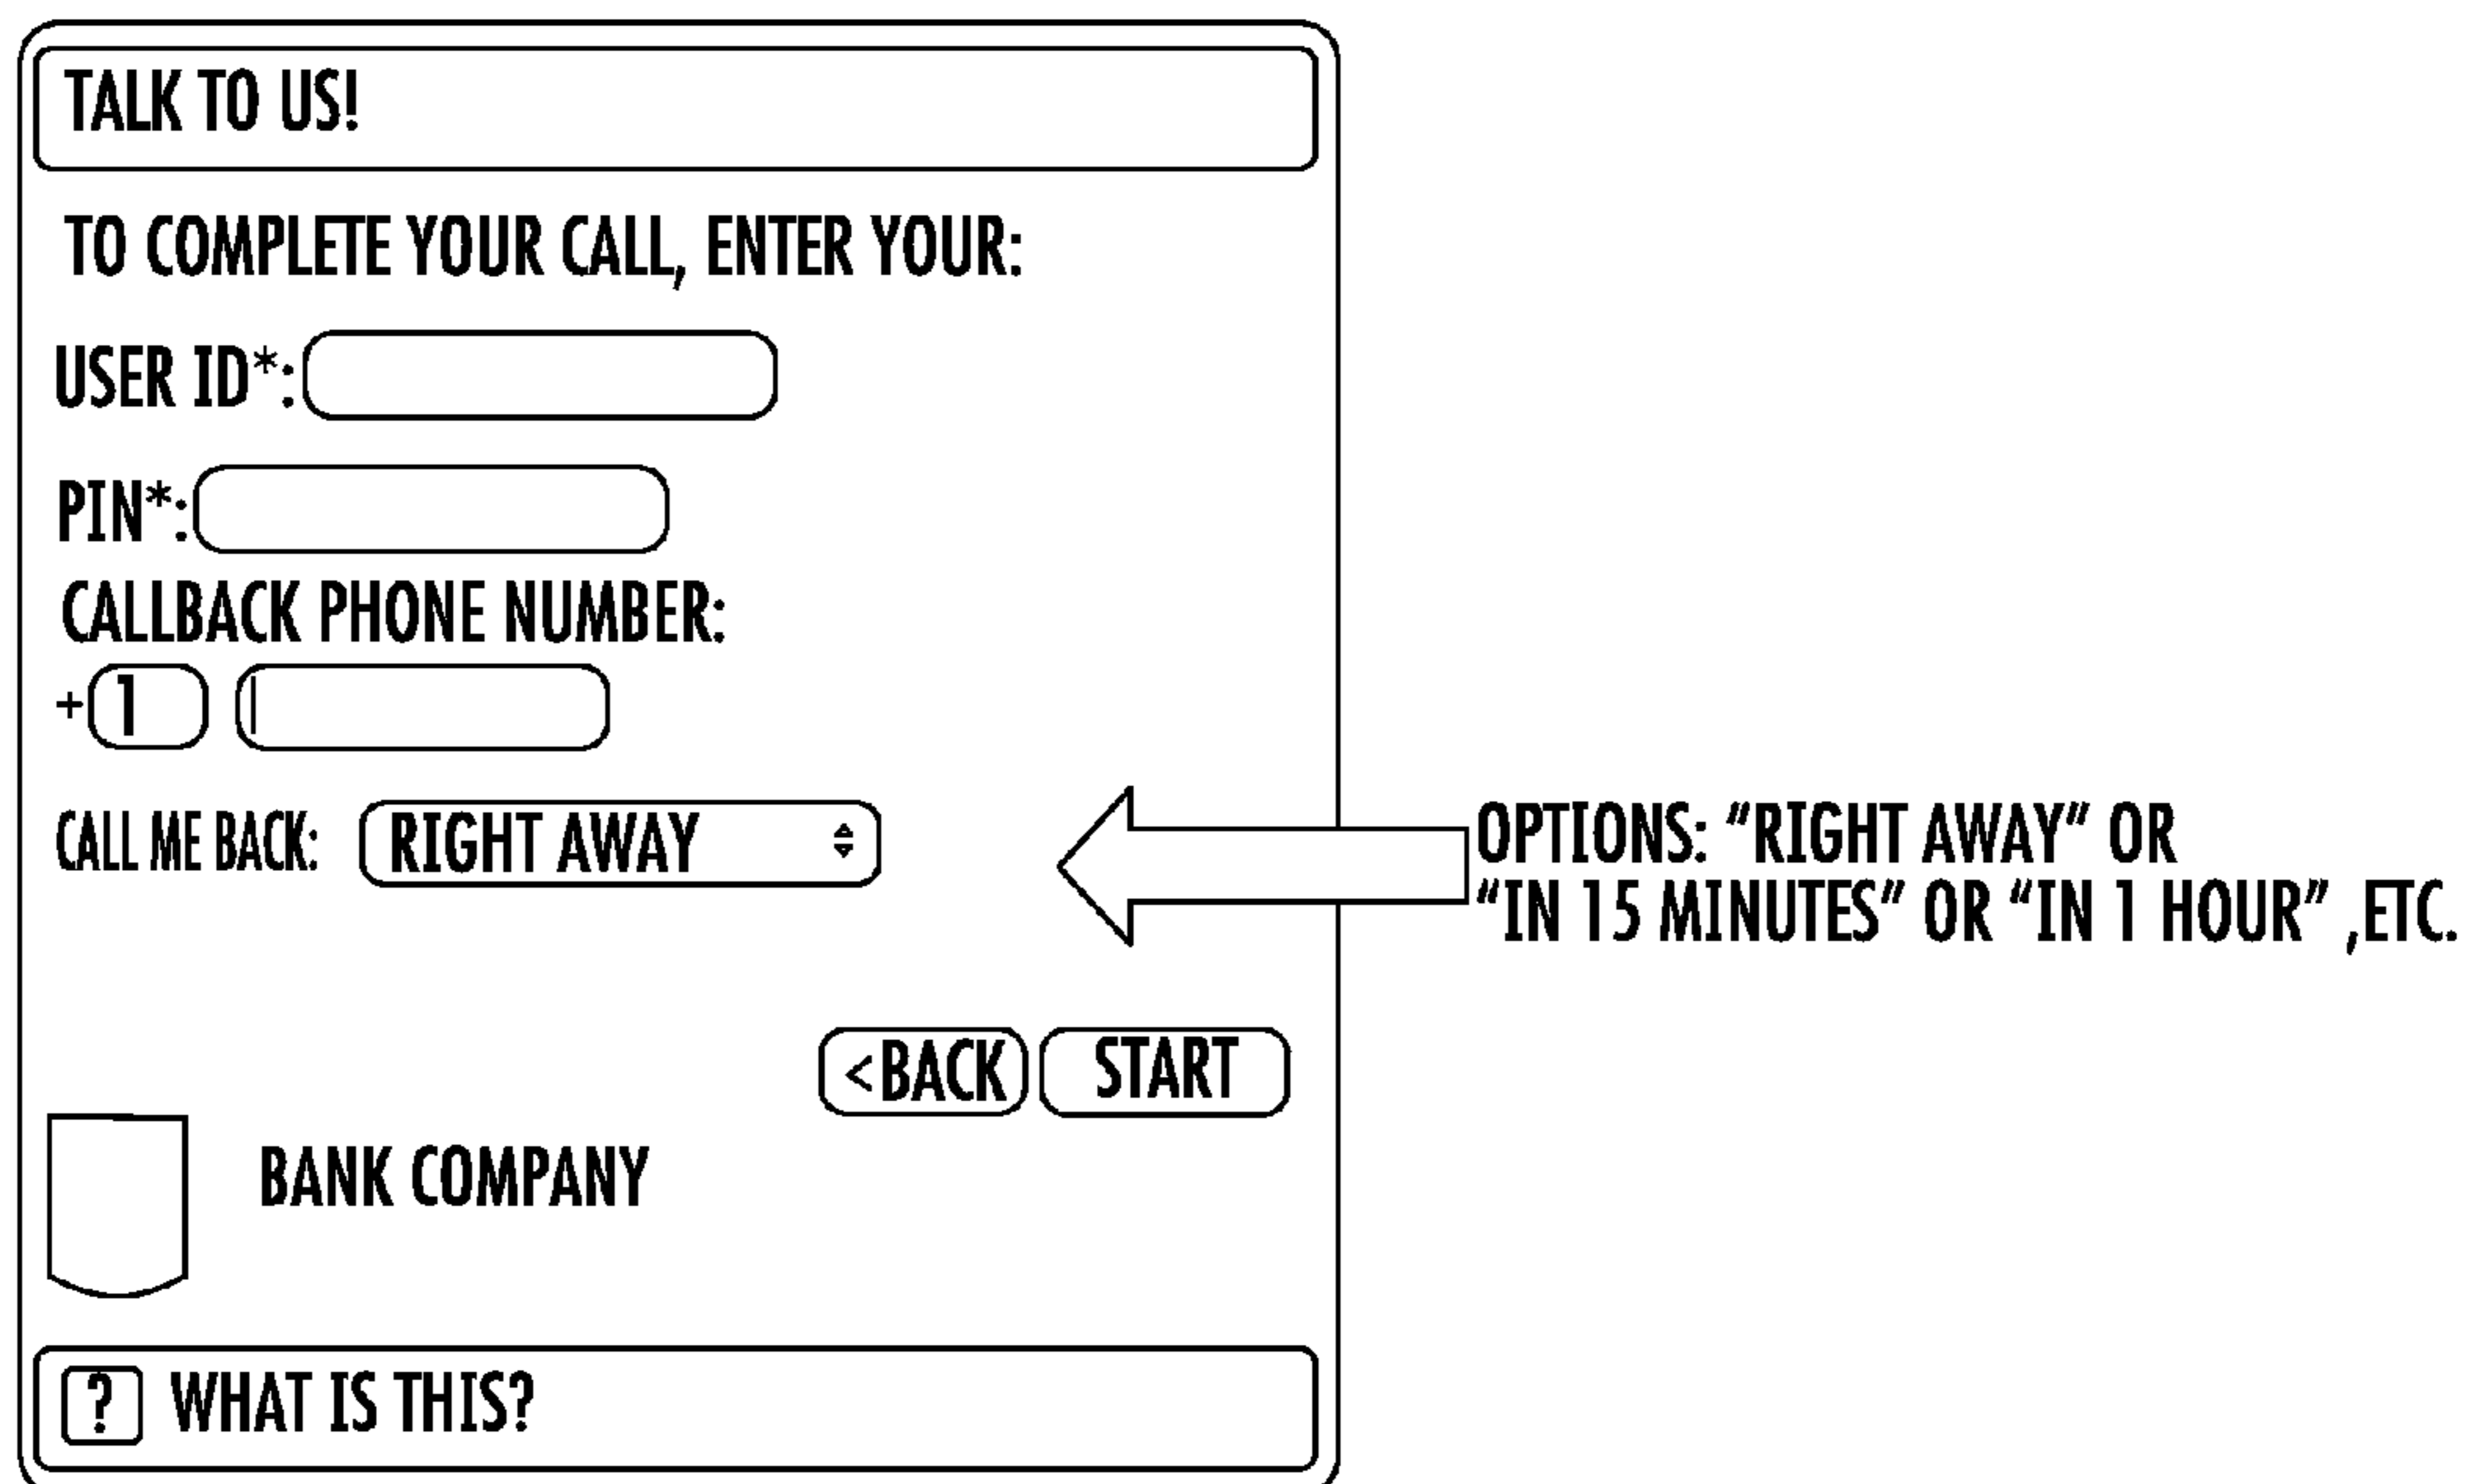 TALK TO US!
TO COMPLETE YOUR CALL, ENTER YOUR:
USER ID*:
PIN*:
CALLBACK PHONE NUMBER:
+ 1
CALL ME BACK: RIGHT AWAY
OPTIONS: "RIGHT AWAY" OR
"IN 15 MINUTES" OR "IN 1 HOUR" ,ETC.
<BACK START
BANK COMPANY
? WHAT IS THIS?